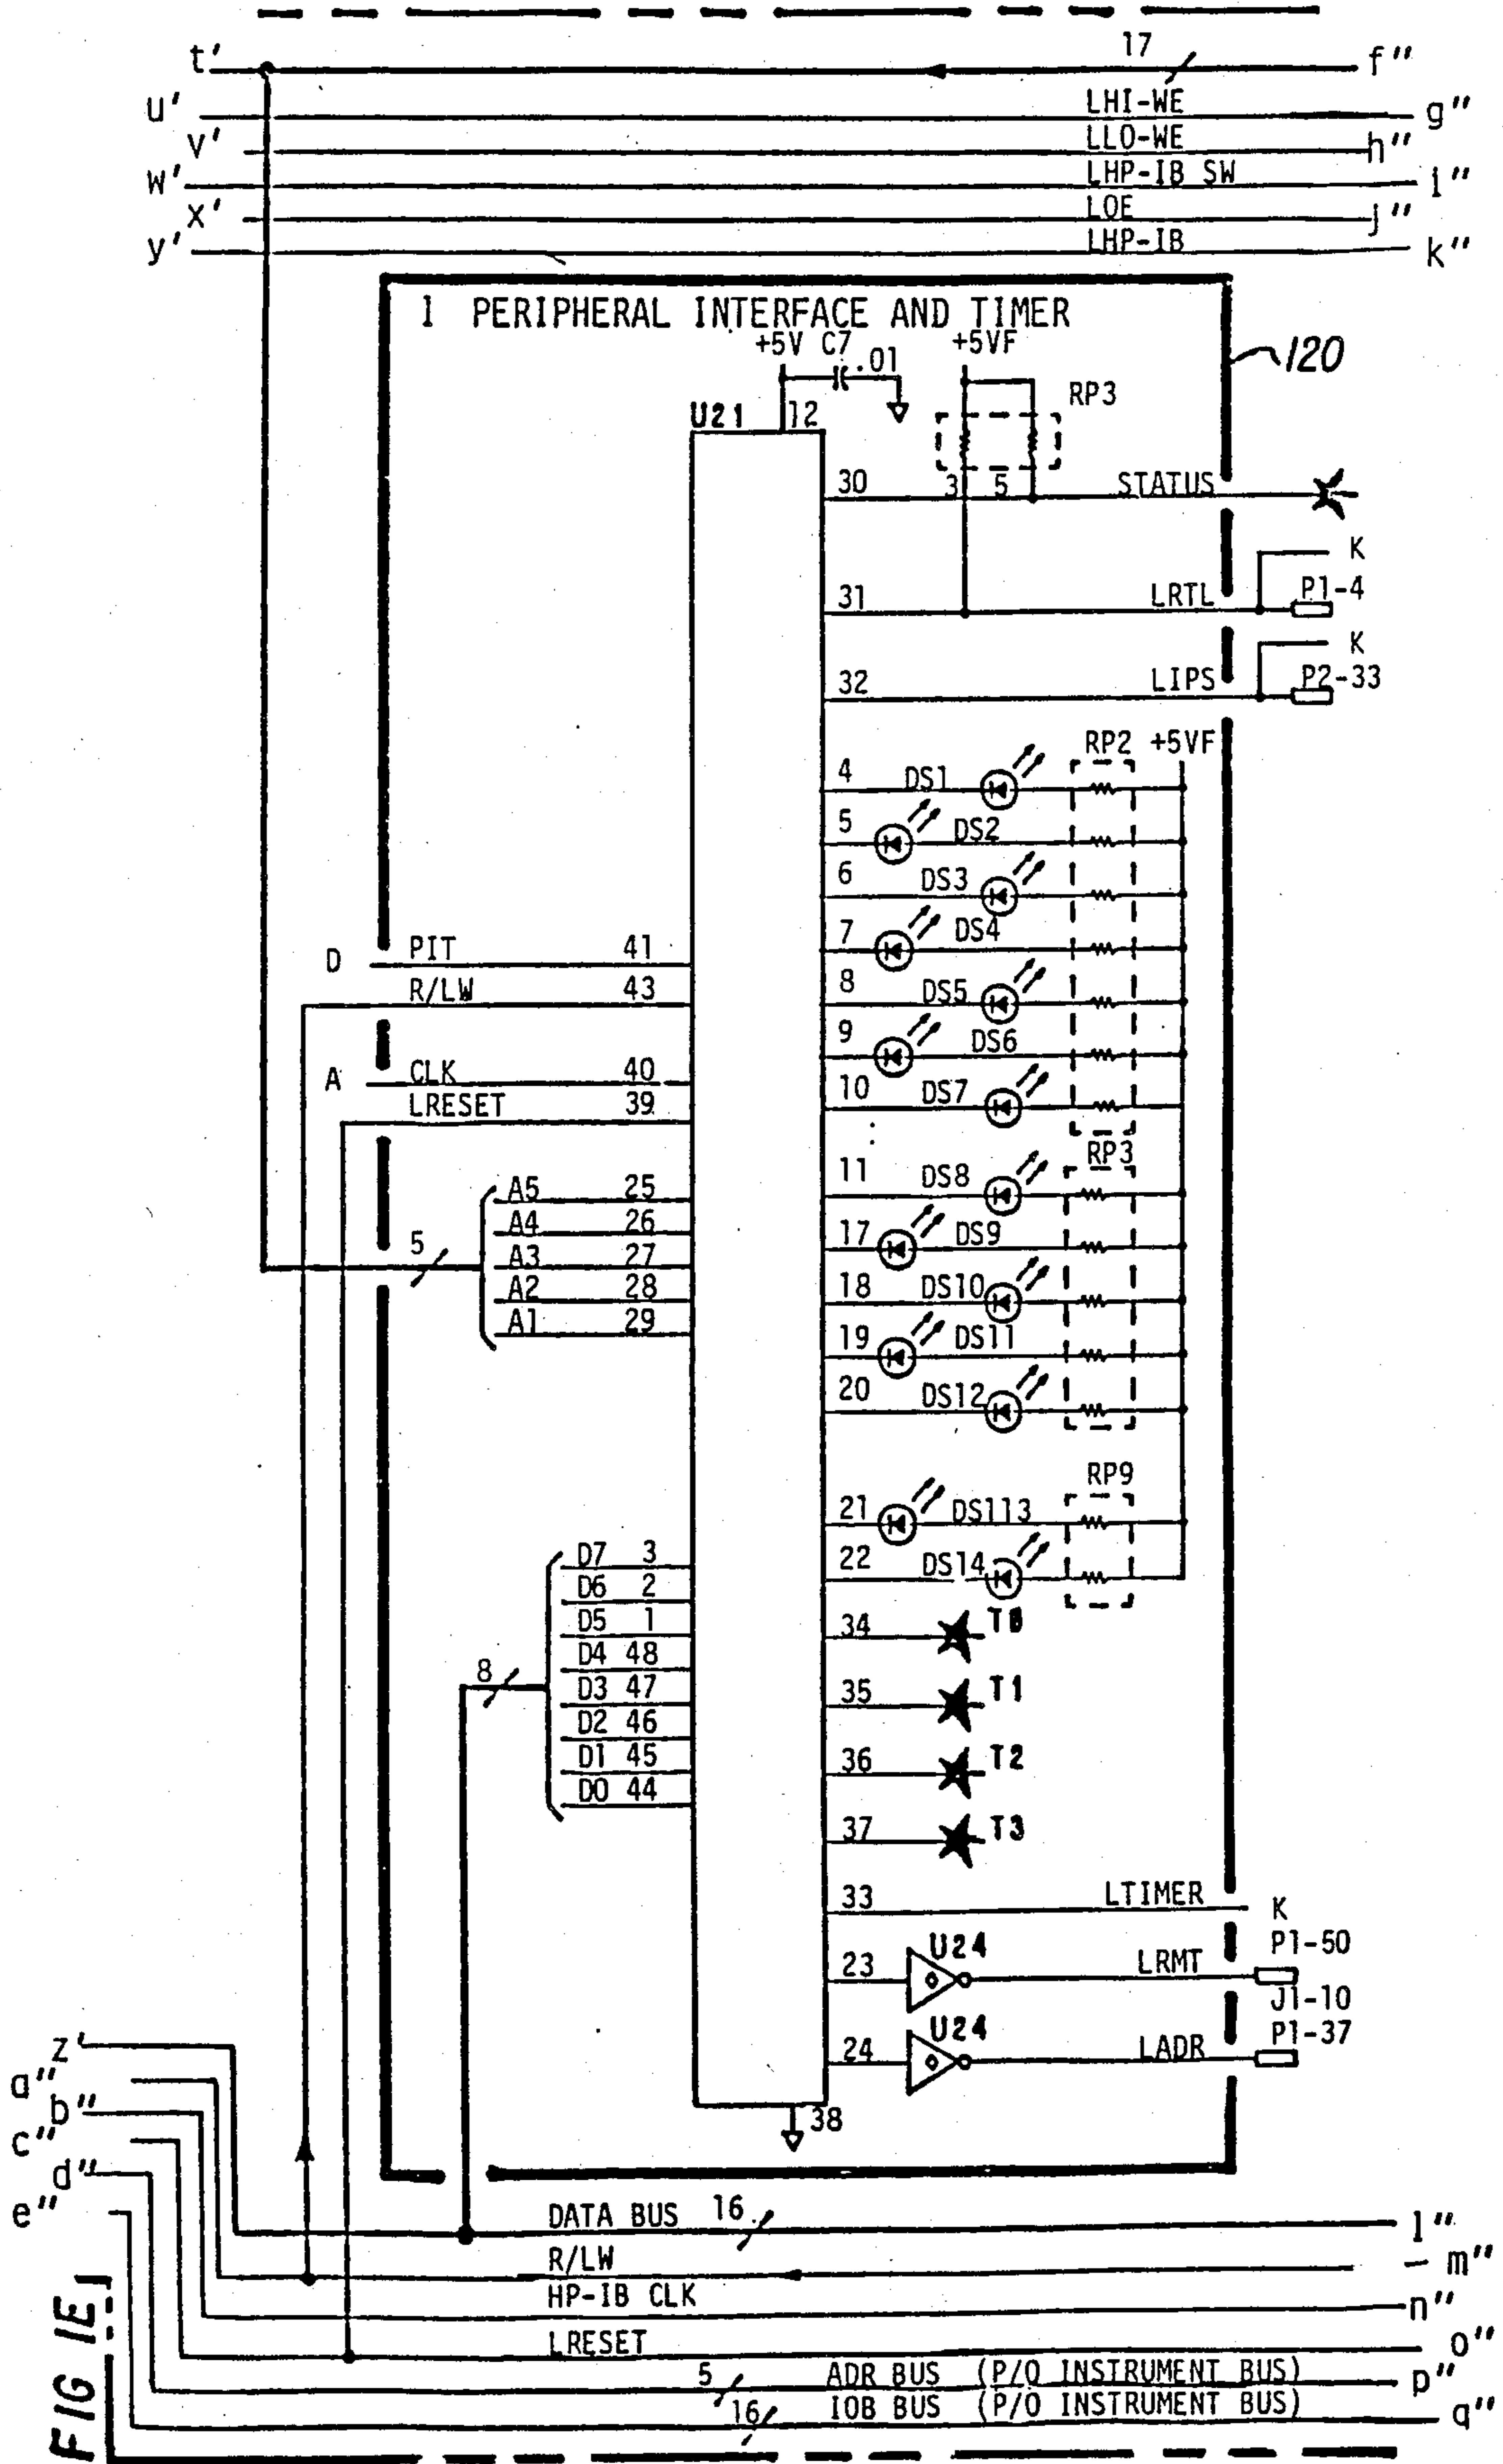 t' 17 f"
u' LHI-WE g"
v' LLO-WE h"
w' LHP-IB SW i"
x' LOE j"
y' LHP-IB k"
1 PERIPHERAL INTERFACE AND TIMER
+5V C7 .01 +5VF
120
RP3
U21 12
30 3 5 STATUS
K
31 LRTL P1-4
K
32 LIPS P2-33
RP2 +5VF
4 DS1
5 DS2
6 DS3
7 DS4
D PIT 41
8 DS5
R/LW 43
9 DS6
A CLK 40
10 DS7
LRESET 39
RP3
11 DS8
A5 25
A4 26
17 DS9
5 A3 27
A2 28
18 DS10
A1 29
19 DS11
20 DS12
RP9
21 DS113
D7 3
22 DS14
D6 2
D5 1
34 T0
D4 48
8 D3 47
35 T1
D2 46
D1 45
36 T2
D0 44
37 T3
33 LTIMER K
U24 P1-50
23 LRMT
J1-10
U24 P1-37
24 LADR
z'
a"
b"
38
c"
d"
e"
DATA BUS 16 l"
R/LW m"
HP-IB CLK n"
LRESET o"
5 ADR BUS (P/O INSTRUMENT BUS) p"
16 IOB BUS (P/O INSTRUMENT BUS) q"
FIG 1E